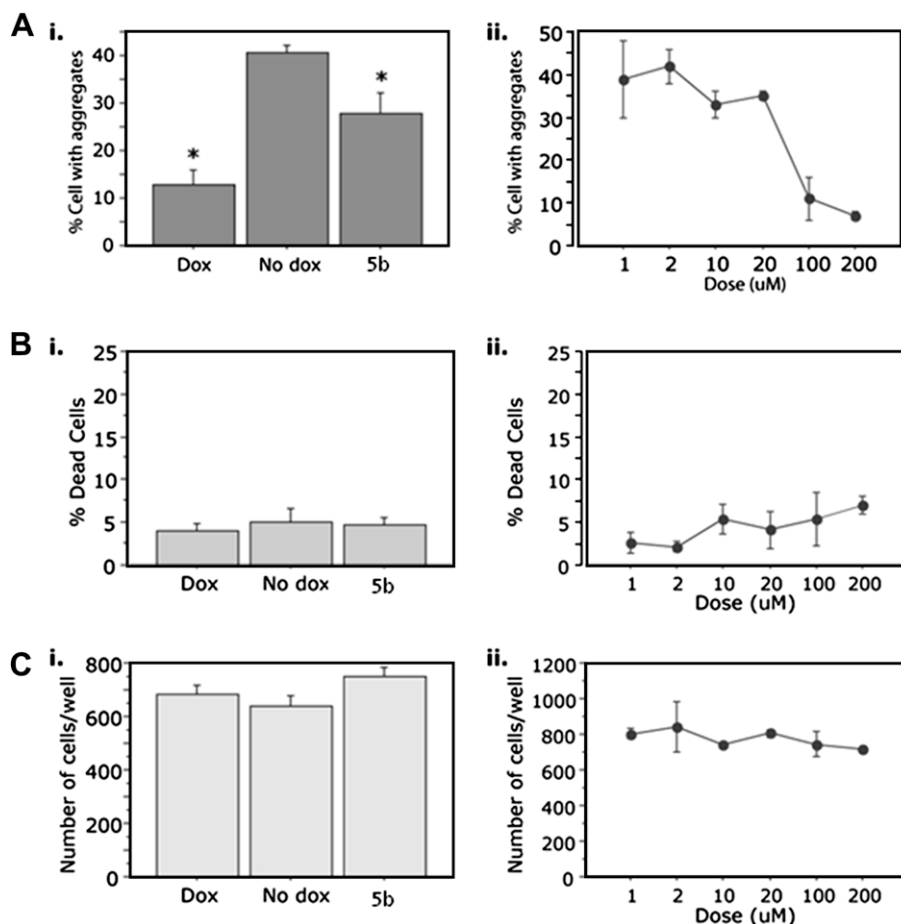 A i. ii.
% Cell with aggregates
40
30
20
10
0
*
*
Dox No dox 5b
% Cell with aggregates
50
40
30
20
10
0
1 2 10 20 100 200
Dose (uM)
B i. ii.
% Dead Cells
25
20
15
10
5
0
Dox No dox 5b
% Dead Cells
25
20
15
10
5
0
1 2 10 20 100 200
Dose (uM)
C i. ii.
Number of cells/well
800
600
400
200
0
Dox No dox 5b
Number of cells/well
1200
1000
800
600
400
200
0
1 2 10 20 100 200
Dose (uM)